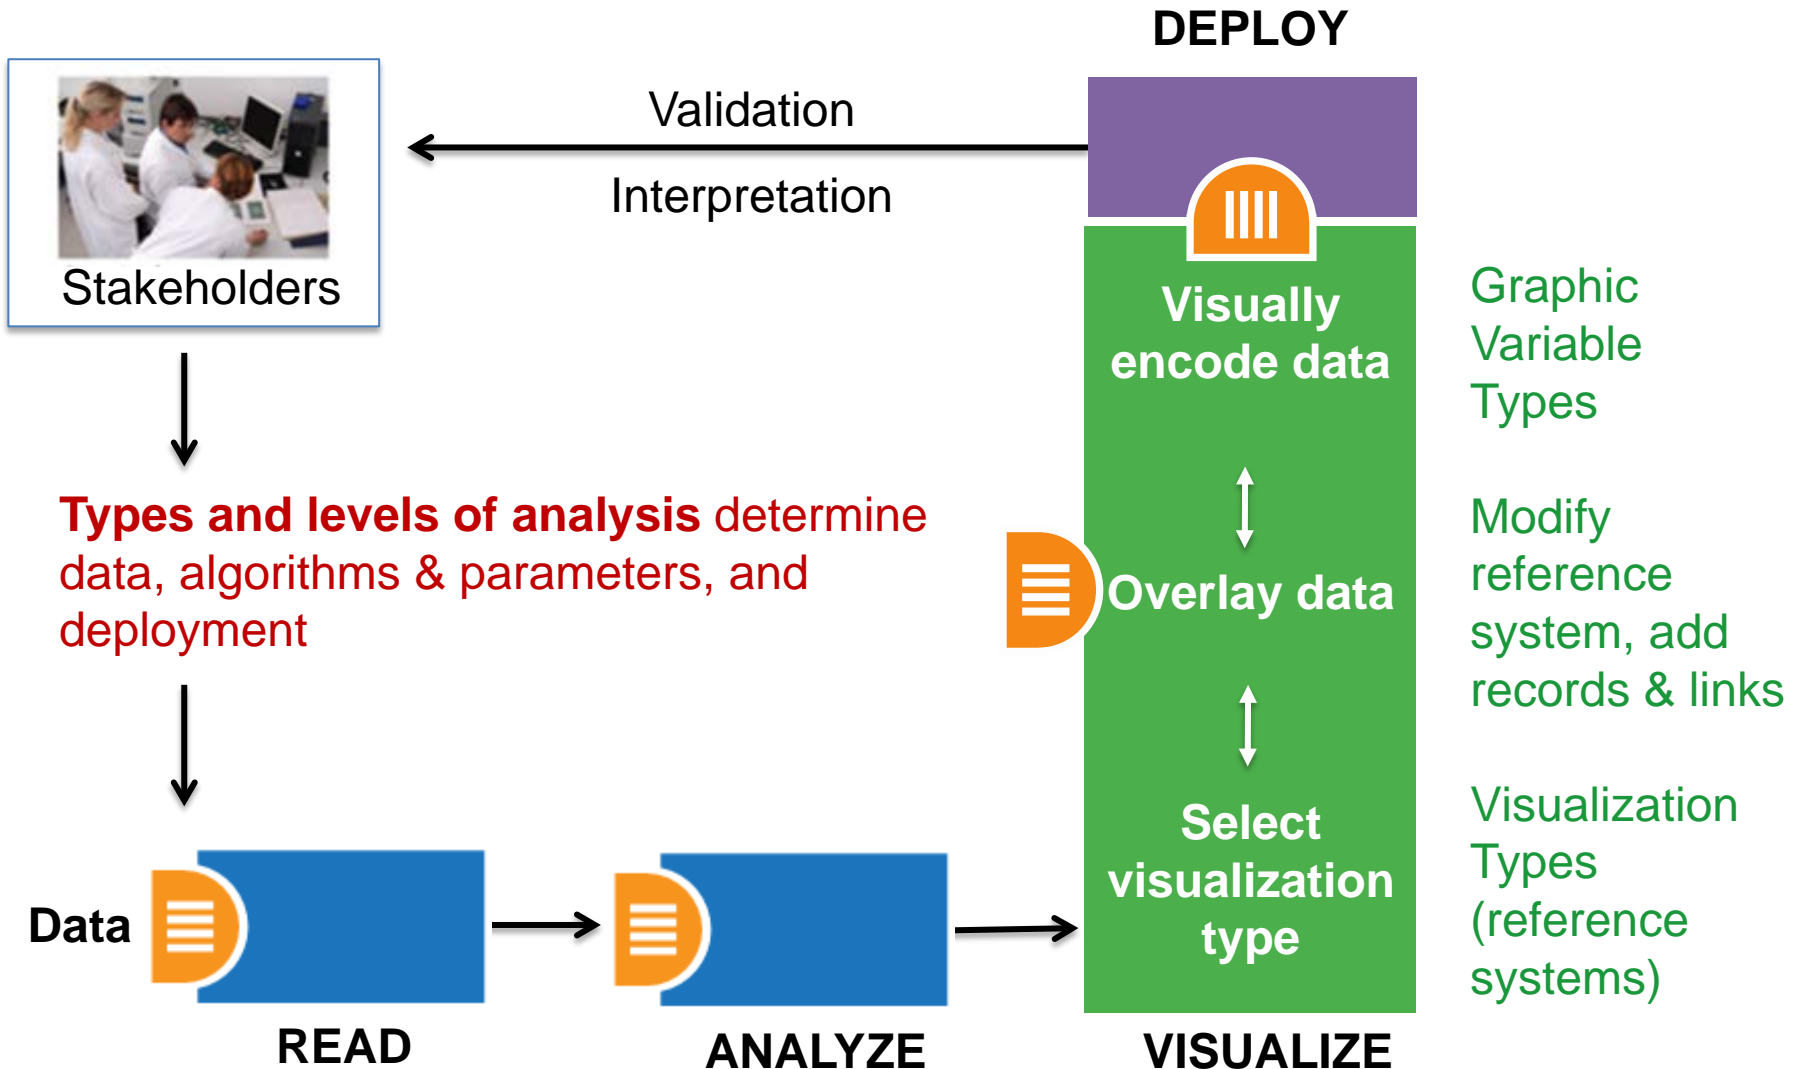 DEPLOY
Validation
Interpretation
Stakeholders
Visually
encode data
Graphic
Variable
Types
Types and levels of analysis determine
data, algorithms & parameters, and
deployment
Overlay data
Modify
reference
system, add
records & links
Select
visualization
type
Visualization
Types
(reference
systems)
Data
READ
ANALYZE
VISUALIZE